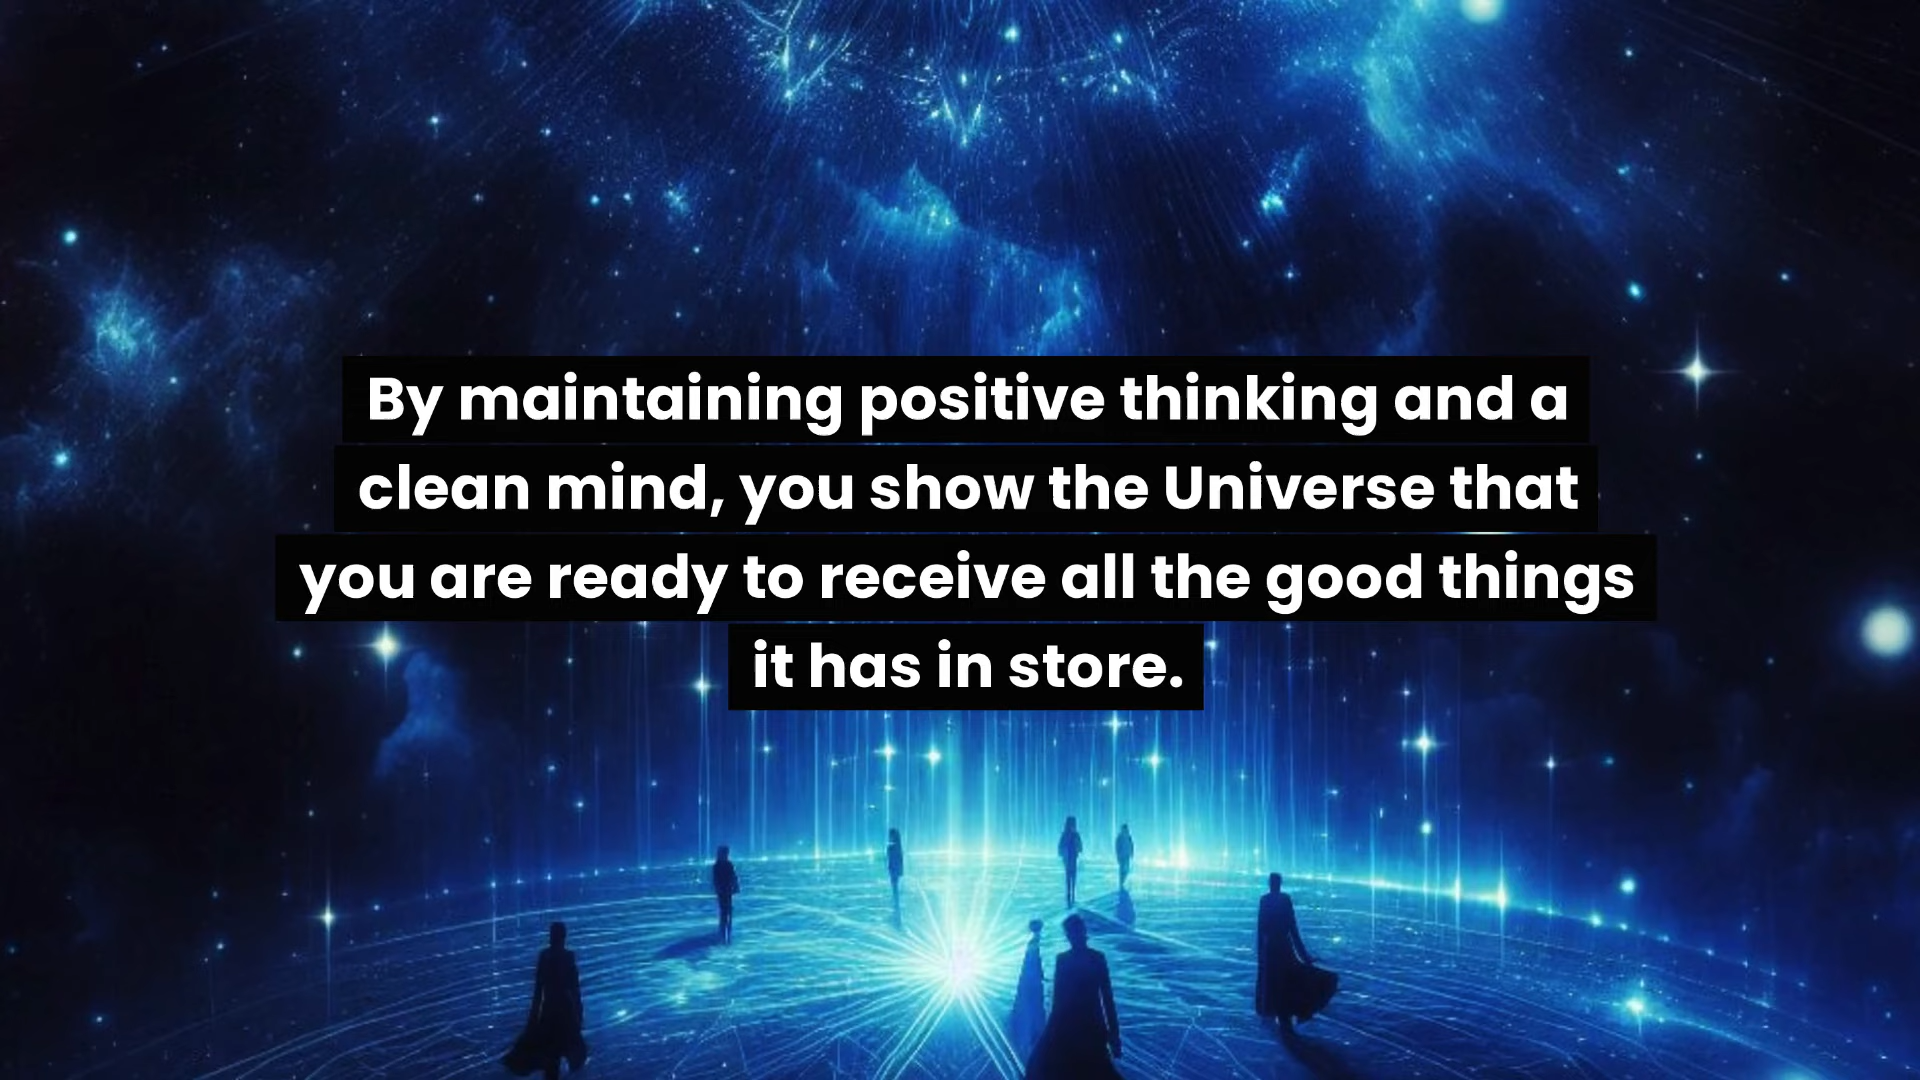 By maintaining positive thinking and a
clean mind, you show the Universe that
you are ready to receive all the good things
it has in store.